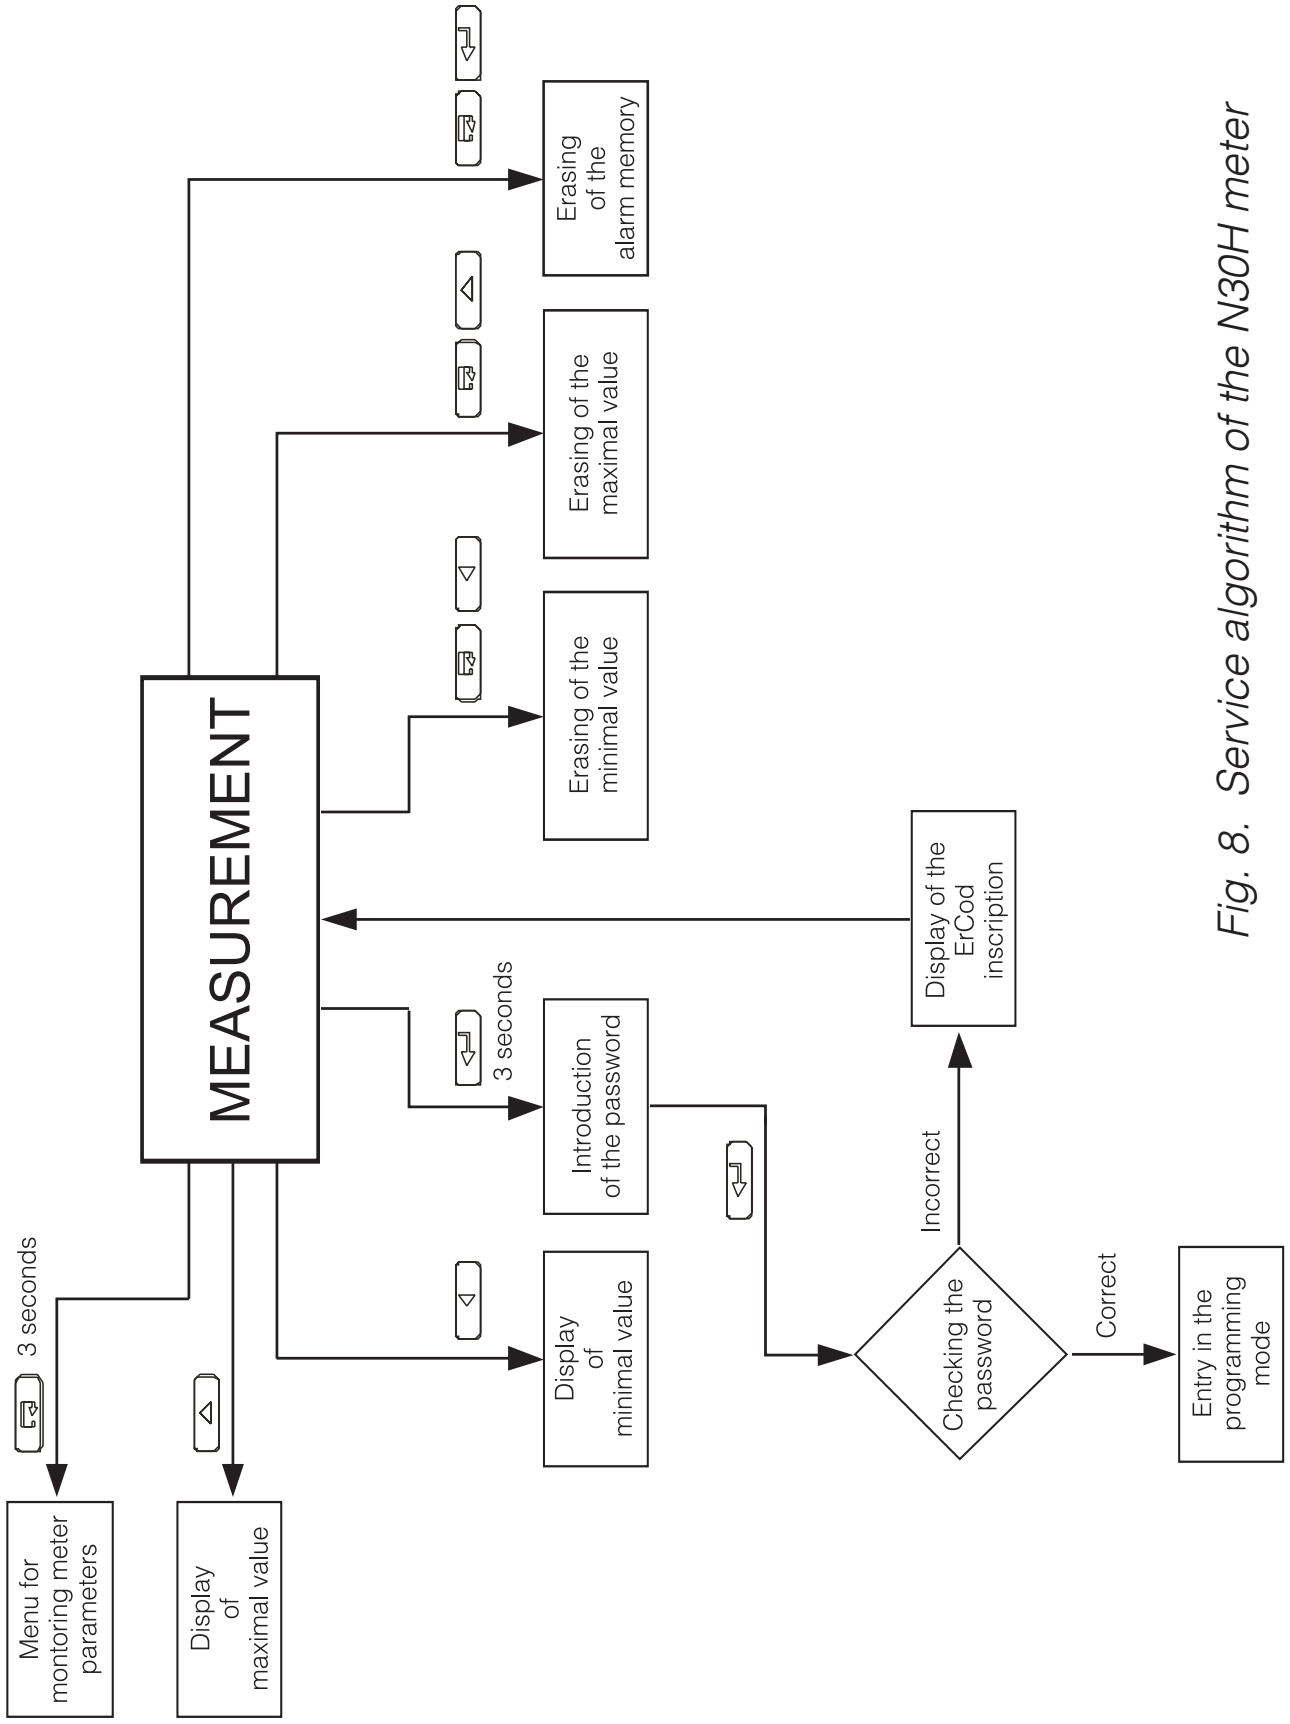 3 seconds
Menu for
montoring meter
parameters
Display
of
maximal value
MEASUREMENT
Display
of
minimal value
3 seconds
Introduction
of the password
Erasing of the
minimal value
Erasing of the
maximal value
Erasing
of the
alarm memory
Checking the
password
Incorrect
Display of the
ErCod
inscription
Correct
Entry in the
programming
mode
Fig. 8. Service algorithm of the N30H meter